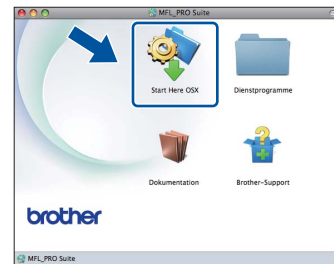 MFL_PRO Suite
Start Here OSX
Dienstprogramme
Dokumentation
Brother-Support
brother
MFL_PRO Suite